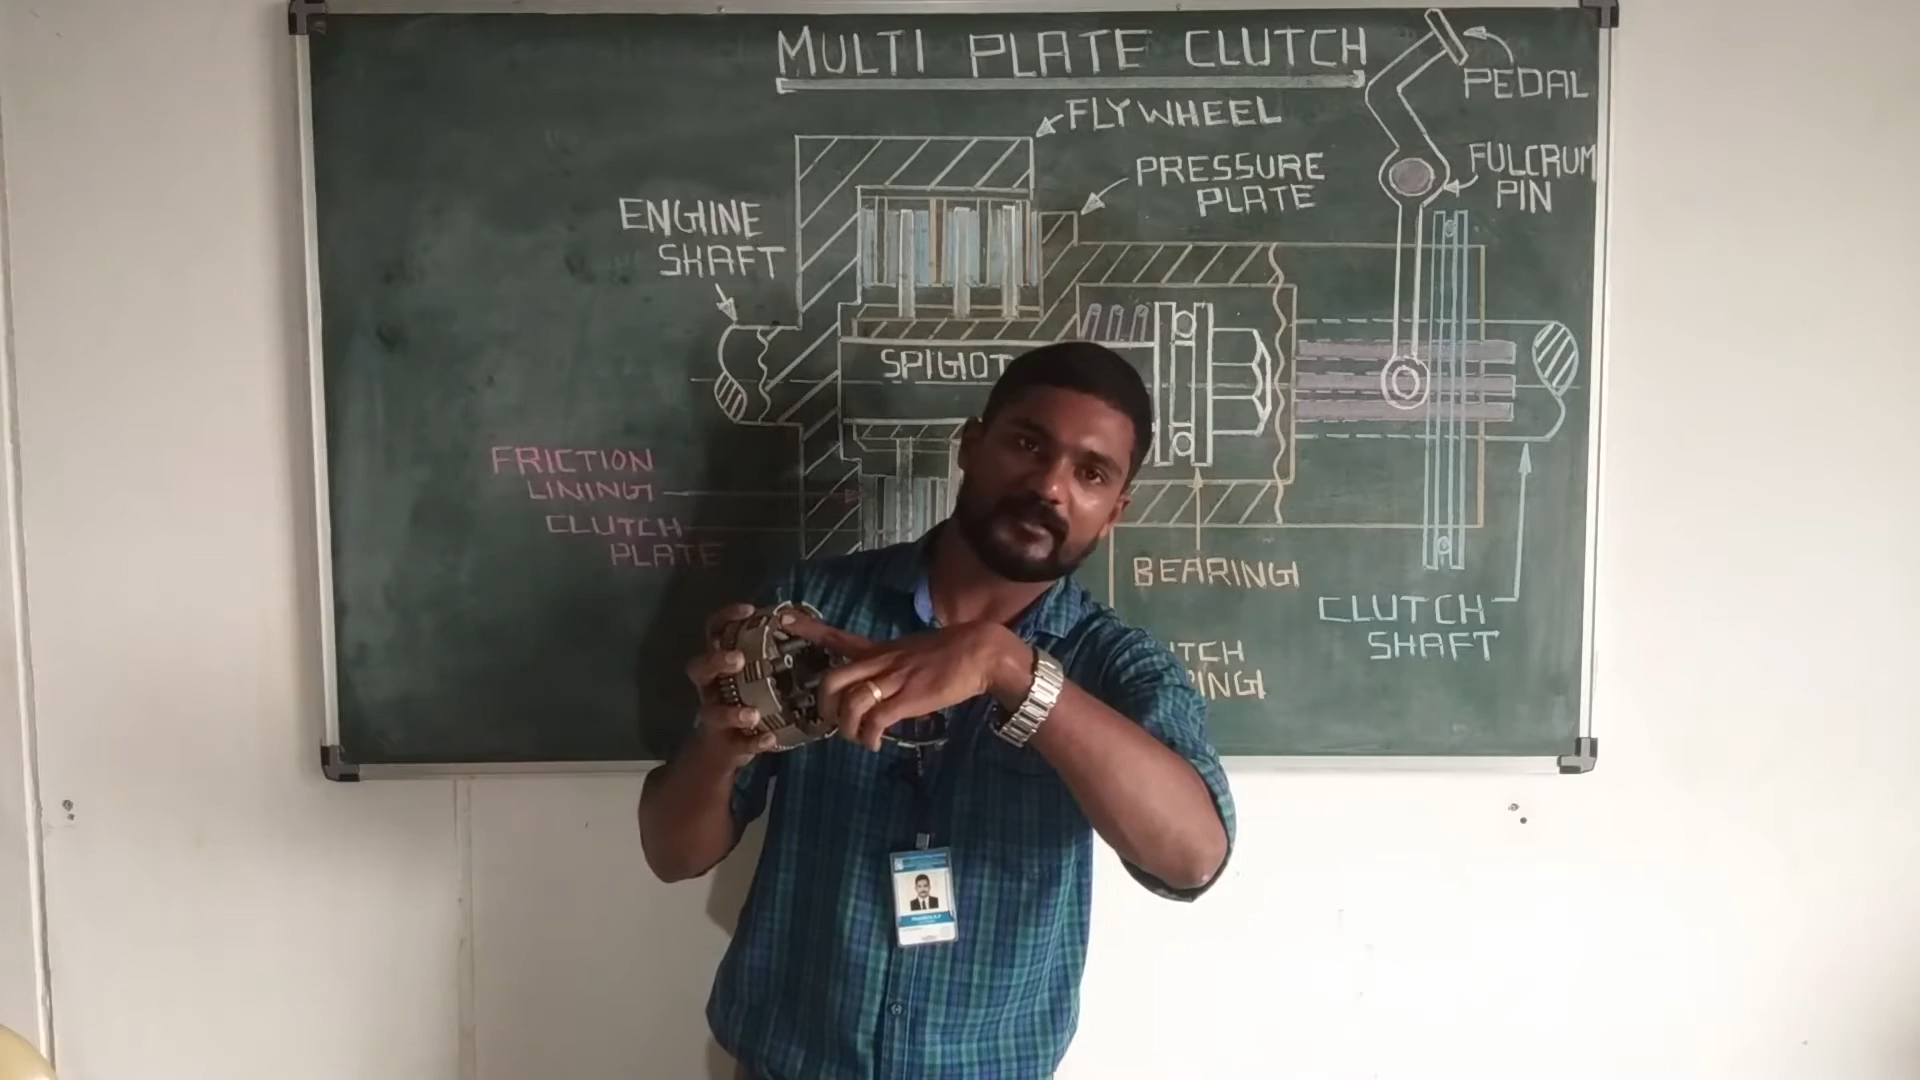 MULTI PLATE CLUTCH
PEDAL
FLYWHEEL
PRESSURE
PLATE
FULCRUM
PIN
ENGINE
SHAFT
SPIGOT
FRICTION
LINING
CLUTCH
PLATE
BEARING
CLUTCH
SHAFT